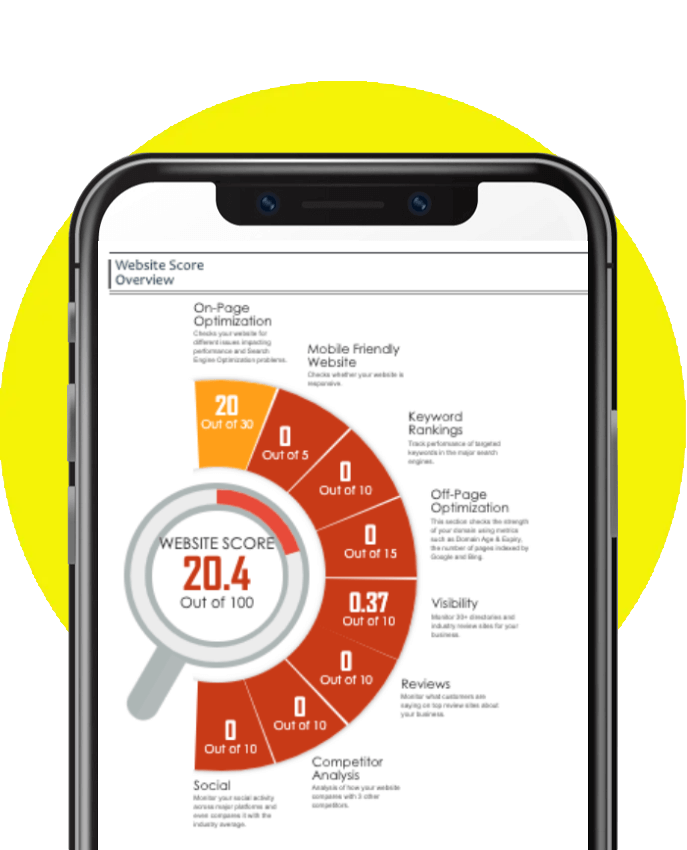 Website Score
Overview
On-Page
Optimization
Checks your website for
different issues impacting
performance and Search
Engine Optimization problems.
Mobile Friendly
Website
Checks whether your website is
responsive.
Keyword
Rankings
Track performance of targeted
keywords in the major search
engines.
Off-Page
Optimization
This section checks the strength
of your domain using metrics
such as Domain Age & Expiry,
the number of pages indexed by
Google and Bing.
Visibility
Monitor 30+ directories and
industry review sites for your
business.
Reviews
Monitor what customers are
saying on top review sites about
your business.
Competitor
Analysis
Analysis of how your website
compares with 3 other
competitors.
Social
Monitor your social activity
across major platforms and
even compares it with the
industry average.
20
Out of 30
0
Out of 5
0
Out of 10
0
Out of 15
0.37
Out of 10
0
Out of 10
0
Out of 10
0
Out of 10
WEBSITE SCORE
20.4
Out of 100